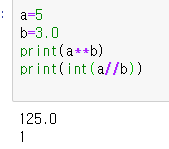 :
a=5
b=3.0
print(a**b)
print(int(a//b))
125.0
1